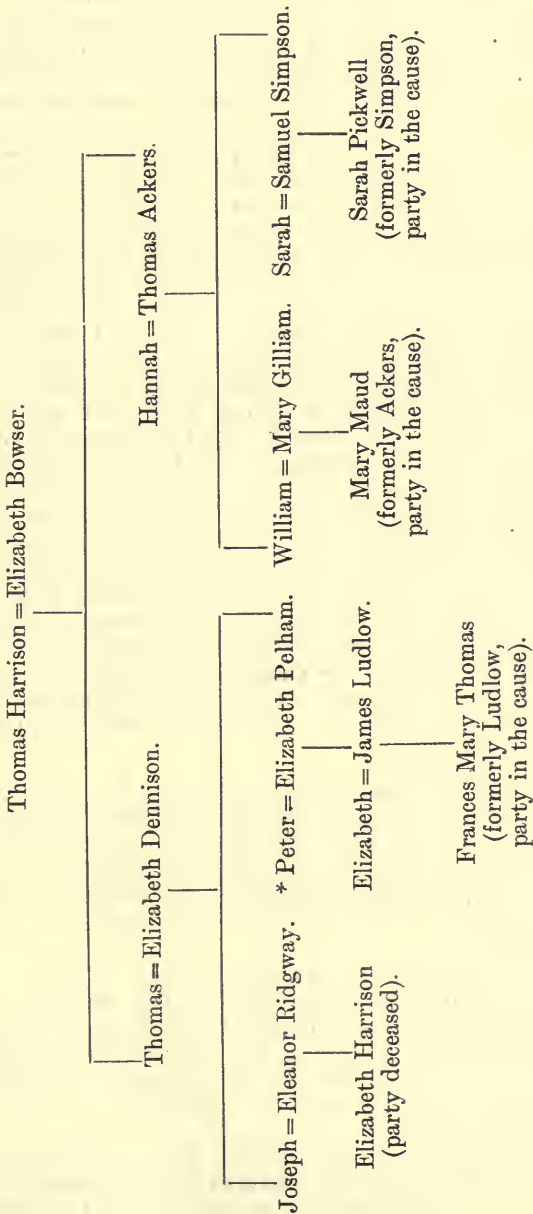 Thomas Harrison = Elizabeth Bowser.
Thomas = Elizabeth Dennison.
Hannah = Thomas Ackers.
Joseph = Eleanor Ridgway.
* Peter = Elizabeth Pelham.
William = Mary Gilliam.
Sarah = Samuel Simpson.
Elizabeth Harrison
(party deceased).
Elizabeth = James Ludlow.
Mary Maud
(formerly Ackers,
party in the cause).
Sarah Pickwell
(formerly Simpson,
party in the cause).
Frances Mary Thomas
(formerly Ludlow,
party in the cause).